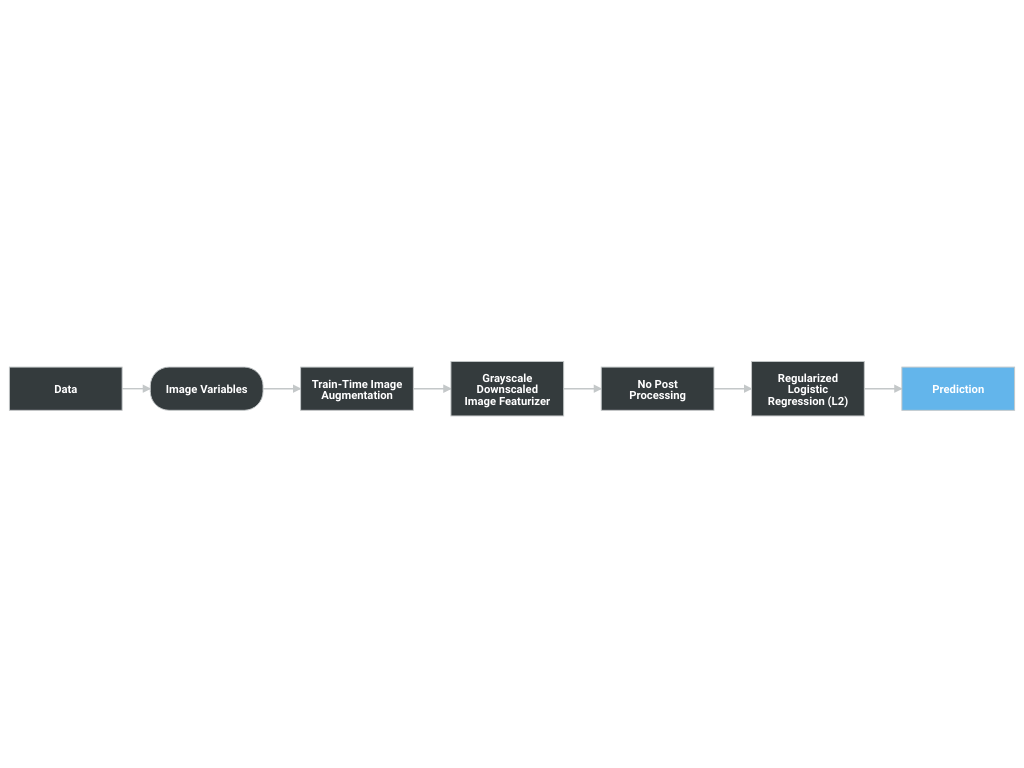 Data
Image Variables
Train-Time Image
Augmentation
Grayscale
Downscaled
Image Featurizer
No Post
Processing
Regularized
Logistic
Regression (L2)
Prediction